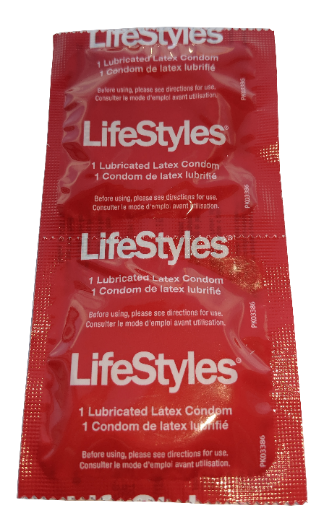 LifeStyles
1 Lubricated Latex Condom
1 Condom de latex lubrifié
Before using, please see directions for use.
Consulter le mode d'emploi avant utilisation.
PK03386
LifeStyles®
1 Lubricated Latex Condom
1 Condom de latex lubrifié
Before using, please see directions for use.
Consulter le mode d'emploi avant utilisation.
PK03386
LifeStyles®
1 Lubricated Latex Condom
1 Condom de latex lubrifié
Before using, please see directions for use.
Consulter le mode d'emploi avant utilisation.
PK03386
LifeStyles®
1 Lubricated Latex Condom
1 Condom de latex lubrifié
Before using, please see directions for use.
Consulter le mode d'emploi avant utilisation.
PK03386